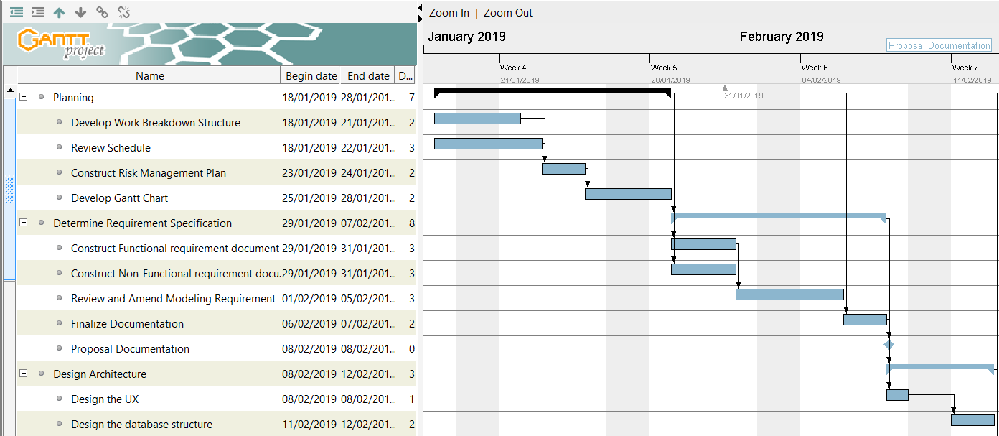 Zoom In | Zoom Out
GANTT
project
January 2019
February 2019
Proposal Documentation
Name Begin date End date D...
Week 4 Week 5 Week 6 Week 7
21/01/2019 28/01/2019 04/02/2019 11/02/2019
31/01/2019
Planning 18/01/2019 28/01/201... 7
Develop Work Breakdown Structure 18/01/2019 21/01/201... 2
Review Schedule 18/01/2019 22/01/201... 3
Construct Risk Management Plan 23/01/2019 24/01/201... 2
Develop Gantt Chart 25/01/2019 28/01/201... 2
Determine Requirement Specification 29/01/2019 07/02/201... 8
Construct Functional requirement document 29/01/2019 31/01/201... 3
Construct Non-Functional requirement docu... 29/01/2019 31/01/201... 3
Review and Amend Modeling Requirement 01/02/2019 05/02/201... 3
Finalize Documentation 06/02/2019 07/02/201... 2
Proposal Documentation 08/02/2019 08/02/201... 0
Design Architecture 08/02/2019 12/02/201... 3
Design the UX 08/02/2019 08/02/201... 1
Design the database structure 11/02/2019 12/02/201... 2